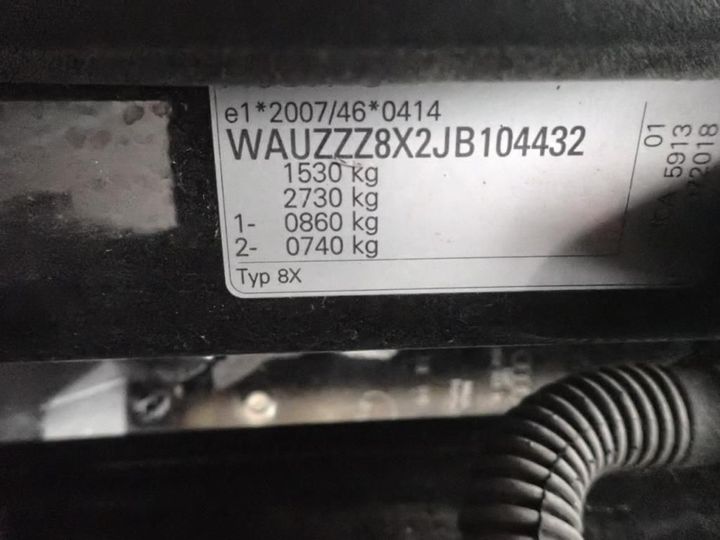 e1*2007/46*0414
WAUZZZ8X2JB104432
1530 kg
2730 kg
1- 0860 kg
2- 0740 kg
Typ 8X
01
5913
2018